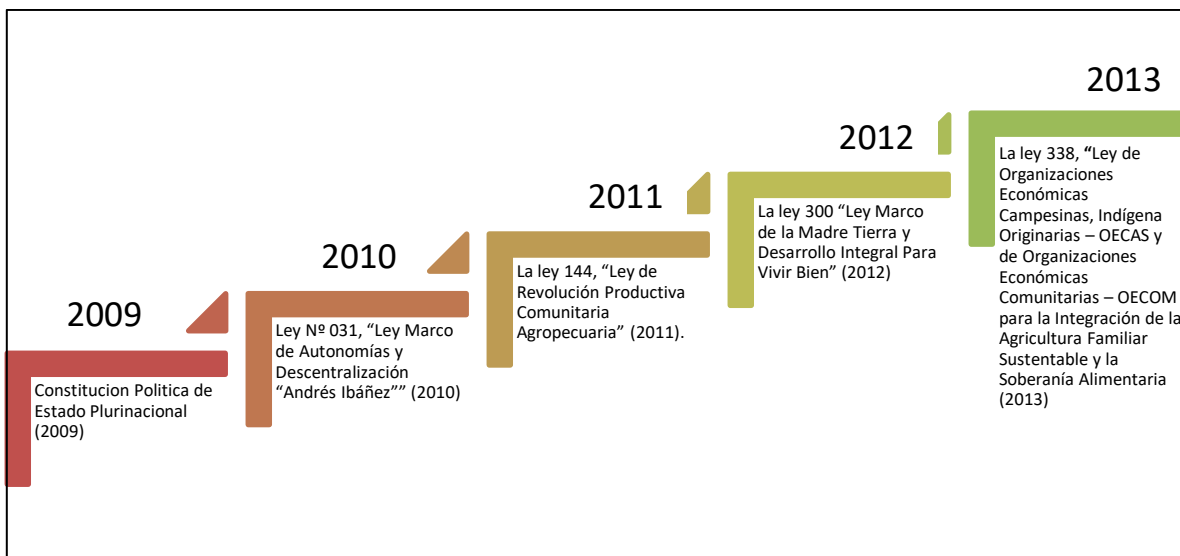 2009
Constitucion Politica de
Estado Plurinacional
(2009)
2010
Ley Nº 031, “Ley Marco
de Autonomías y
Descentralización
“Andrés Ibáñez”” (2010)
2011
La ley 144, “Ley de
Revolución Productiva
Comunitaria
Agropecuaria” (2011).
2012
La ley 300 “Ley Marco
de la Madre Tierra y
Desarrollo Integral Para
Vivir Bien” (2012)
2013
La ley 338, “Ley de
Organizaciones
Económicas
Campesinas, Indígena
Originarias – OECAS y
de Organizaciones
Económicas
Comunitarias – OECOM
para la Integración de la
Agricultura Familiar
Sustentable y la
Soberanía Alimentaria
(2013)